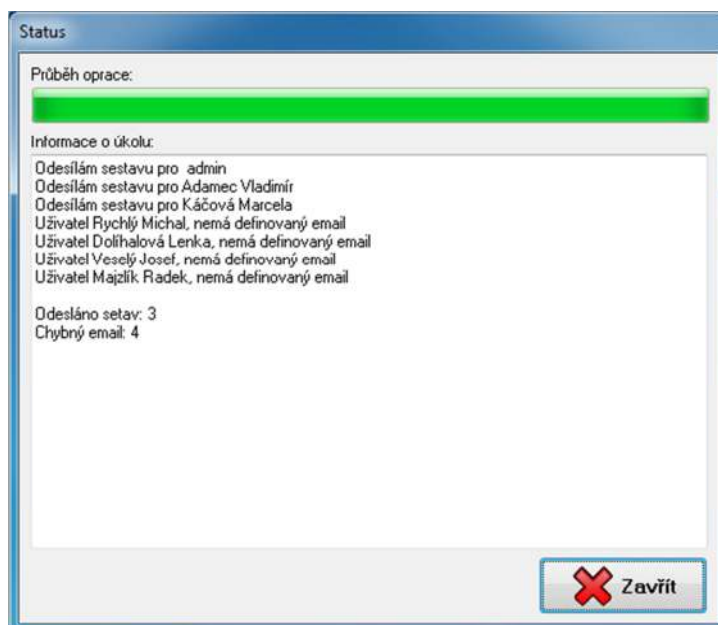 Status
Průběh oprace:
Informace o úkolu:
Odesílám sestavu pro  admin
Odesílám sestavu pro Adamec Vladimír
Odesílám sestavu pro Káčová Marcela
Uživatel Rychlý Michal, nemá definovaný email
Uživatel Dolíhalová Lenka, nemá definovaný email
Uživatel Veselý Josef, nemá definovaný email
Uživatel Majzlík Radek, nemá definovaný email
Odesláno setav: 3
Chybný email: 4
Zavřít